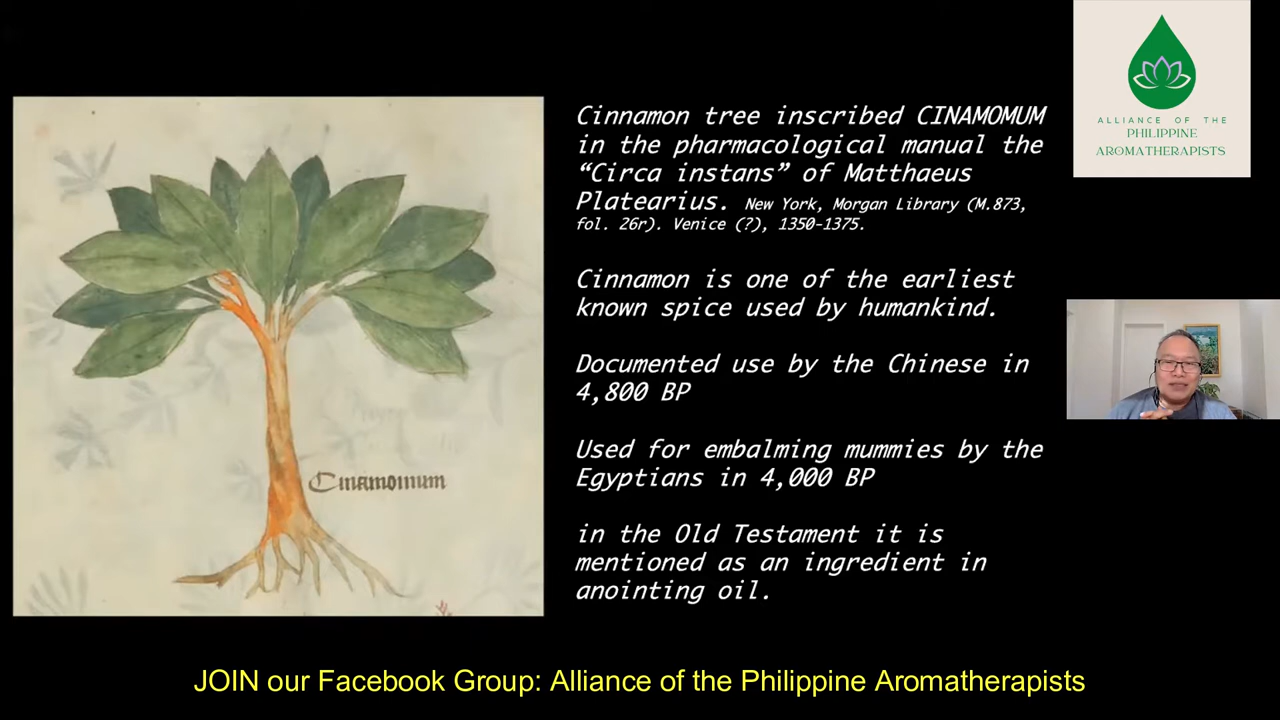 Cinnamon tree inscribed CINAMOMUM
in the pharmacological manual the
“Circa instans” of Matthaeus
Platearius. New York, Morgan Library (M.873,
fol. 26r). Venice (?), 1350-1375.
Cinnamon is one of the earliest
known spice used by humankind.
Documented use by the Chinese in
4,800 BP
Used for embalming mummies by the
Egyptians in 4,000 BP
in the Old Testament it is
mentioned as an ingredient in
anointing oil.
Cinamomum
ALLIANCE OF THE
PHILIPPINE
AROMATHERAPISTS
JOIN our Facebook Group: Alliance of the Philippine Aromatherapists